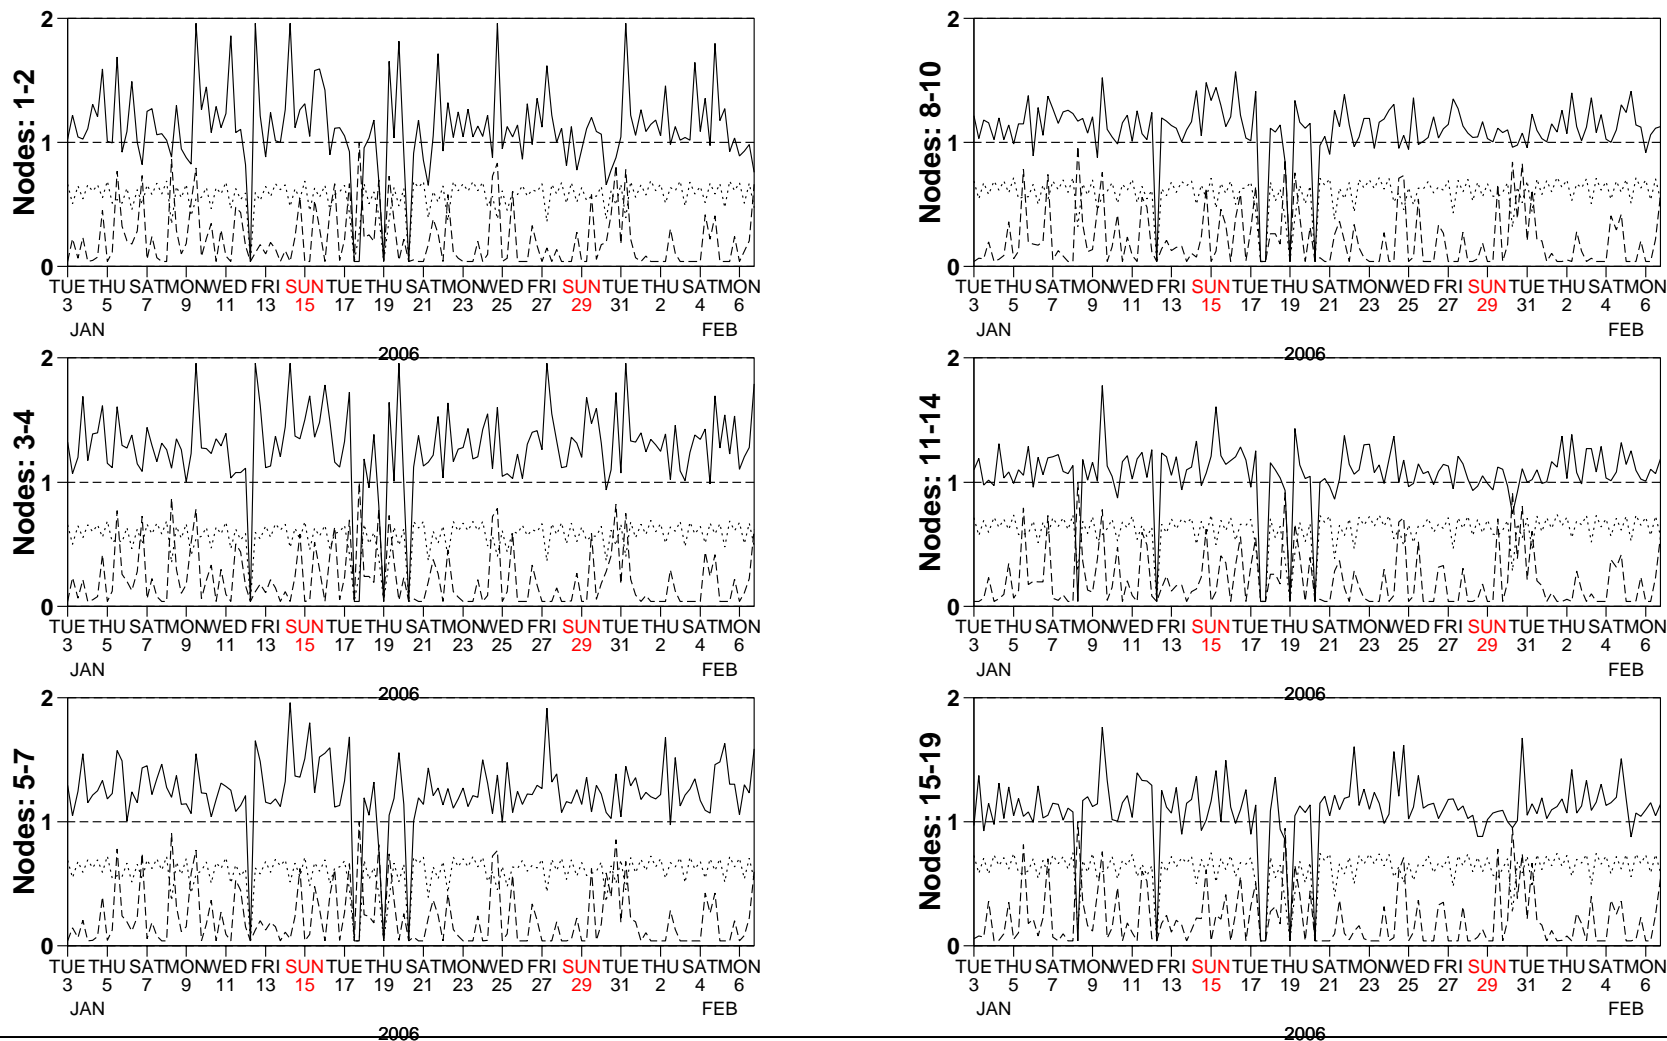 Nodes: 1-2
2
1
0
TUE THU SAT MON WED FRI SUN TUE THU SAT MON WED FRI SUN TUE THU SAT MON
3 5 7 9 11 13 15 17 19 21 23 25 27 29 31 2 4 6
JAN FEB
2006
Nodes: 8-10
2
1
0
TUE THU SAT MON WED FRI SUN TUE THU SAT MON WED FRI SUN TUE THU SAT MON
3 5 7 9 11 13 15 17 19 21 23 25 27 29 31 2 4 6
JAN FEB
2006
Nodes: 3-4
2
1
0
TUE THU SAT MON WED FRI SUN TUE THU SAT MON WED FRI SUN TUE THU SAT MON
3 5 7 9 11 13 15 17 19 21 23 25 27 29 31 2 4 6
JAN FEB
2006
Nodes: 11-14
2
1
0
TUE THU SAT MON WED FRI SUN TUE THU SAT MON WED FRI SUN TUE THU SAT MON
3 5 7 9 11 13 15 17 19 21 23 25 27 29 31 2 4 6
JAN FEB
2006
Nodes: 5-7
2
1
0
TUE THU SAT MON WED FRI SUN TUE THU SAT MON WED FRI SUN TUE THU SAT MON
3 5 7 9 11 13 15 17 19 21 23 25 27 29 31 2 4 6
JAN FEB
2006
Nodes: 15-19
2
1
0
TUE THU SAT MON WED FRI SUN TUE THU SAT MON WED FRI SUN TUE THU SAT MON
3 5 7 9 11 13 15 17 19 21 23 25 27 29 31 2 4 6
JAN FEB
2006